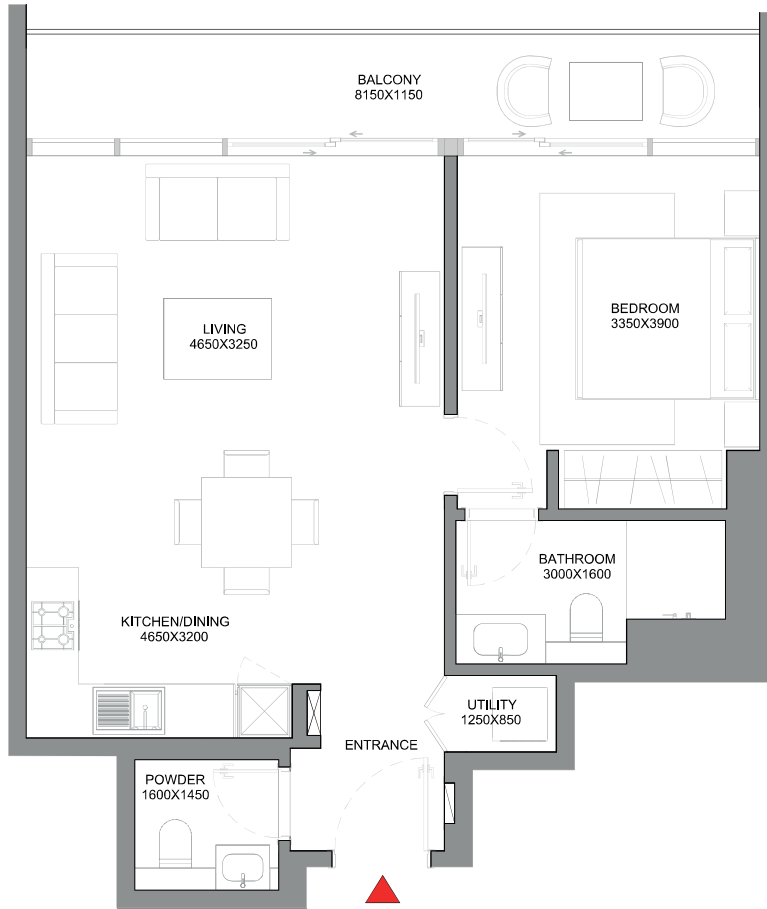 BALCONY
8150X1150
LIVING
4650X3250
BEDROOM
3350X3900
BATHROOM
3000X1600
KITCHEN/DINING
4650X3200
UTILITY
1250X850
ENTRANCE
POWDER
1600X1450